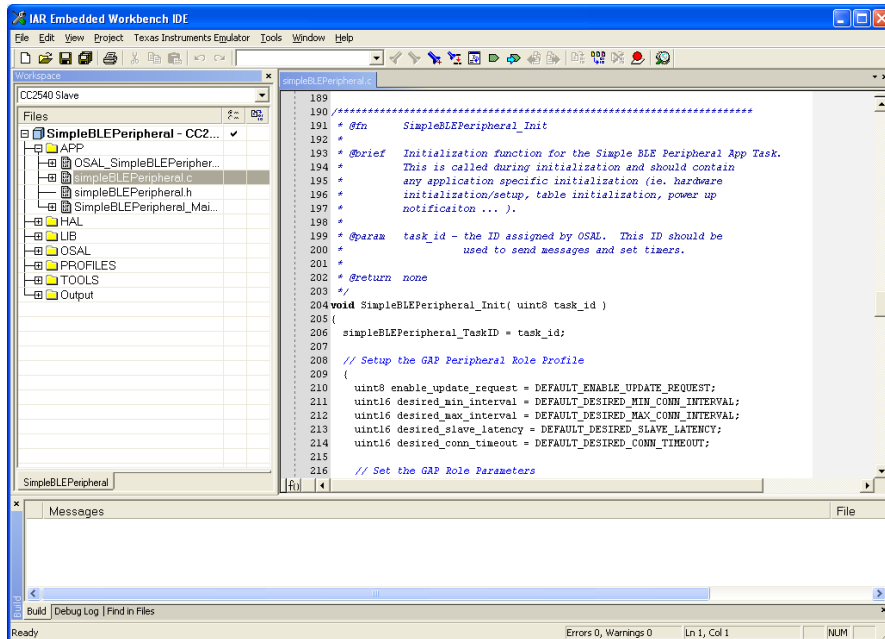 IAR Embedded Workbench IDE
File Edit View Project Texas Instruments Emulator Tools Window Help
Workspace
CC2540 Slave
Files
SimpleBLEPeripheral - CC2...
APP
OSAL_SimpleBLEPeripher...
simpleBLEPeripheral.c
simpleBLEPeripheral.h
SimpleBLEPeripheral_Mai...
HAL
LIB
OSAL
PROFILES
TOOLS
Output
SimpleBLEPeripheral
simpleBLEPeripheral.c
189
190 /*********************************************************************
191 * @fn SimpleBLEPeripheral_Init
192 *
193 * @brief Initialization function for the Simple BLE Peripheral App Task.
194 * This is called during initialization and should contain
195 * any application specific initialization (ie. hardware
196 * initialization/setup, table initialization, power up
197 * notificaiton ... ).
198 *
199 * @param task_id - the ID assigned by OSAL. This ID should be
200 * used to send messages and set timers.
201 *
202 * @return none
203 */
204 void SimpleBLEPeripheral_Init( uint8 task_id )
205 {
206 simpleBLEPeripheral_TaskID = task_id;
207
208 // Setup the GAP Peripheral Role Profile
209 {
210 uint8 enable_update_request = DEFAULT_ENABLE_UPDATE_REQUEST;
211 uint16 desired_min_interval = DEFAULT_DESIRED_MIN_CONN_INTERVAL;
212 uint16 desired_max_interval = DEFAULT_DESIRED_MAX_CONN_INTERVAL;
213 uint16 desired_slave_latency = DEFAULT_DESIRED_SLAVE_LATENCY;
214 uint16 desired_conn_timeout = DEFAULT_DESIRED_CONN_TIMEOUT;
215
216 // Set the GAP Role Parameters
f()
Messages File
Build
Build Debug Log Find in Files
Ready Errors 0, Warnings 0 Ln 1, Col 1 NUM